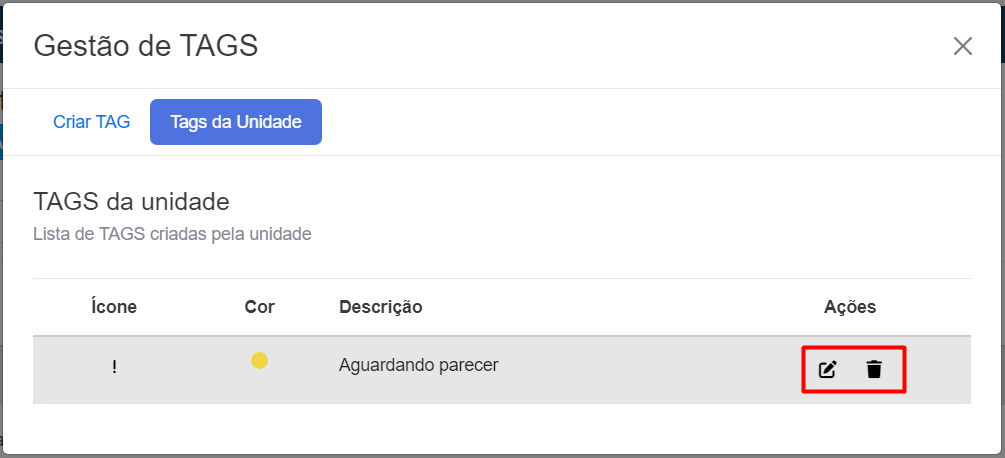 Gestão de TAGS
Criar TAG Tags da Unidade
TAGS da unidade
Lista de TAGS criadas pela unidade
Ícone Cor Descrição Ações
! Aguardando parecer